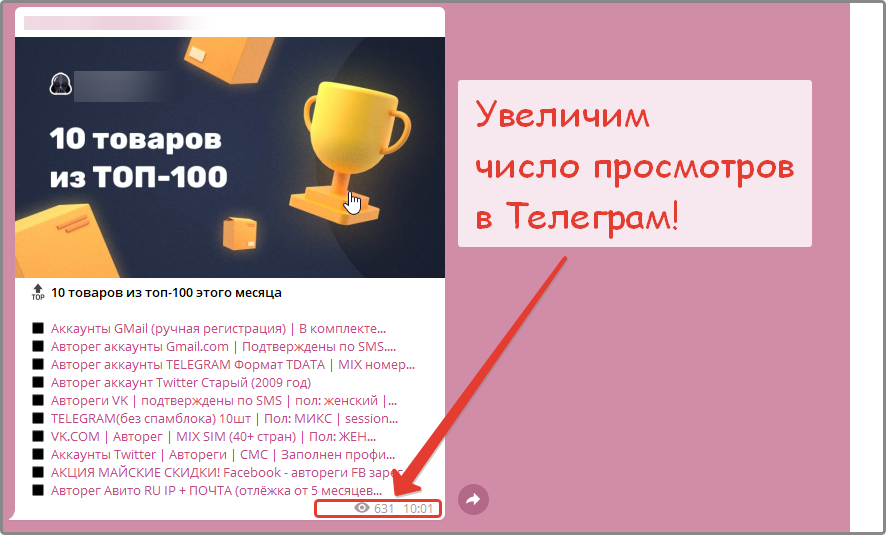 10 товаров
из ТОП-100
Увеличим
число просмотров
в Телеграм!
TOP 10 товаров из топ-100 этого месяца
Аккаунты GMail (ручная регистрация) | В комплекте...
Авторег аккаунты Gmail.com | Подтверждены по SMS....
Авторег аккаунты TELEGRAM Формат TDATA | MIX номер...
Авторег аккаунт Twitter Старый (2009 год)
Автореги VK | подтверждены по SMS | пол: женский |...
TELEGRAM(без спамблока) 10шт | Пол: МИКС | session...
VK.COM | Авторег | MIX SIM (40+ стран) | Пол: ЖЕН...
Аккаунты Twitter | Автореги | СМС | Заполнен профи...
АКЦИЯ МАЙСКИЕ СКИДКИ! Facebook - автореги FB
Авторег Авито RU IP + ПОЧТА (отлёжка от 5 месяцев...
631 10:01